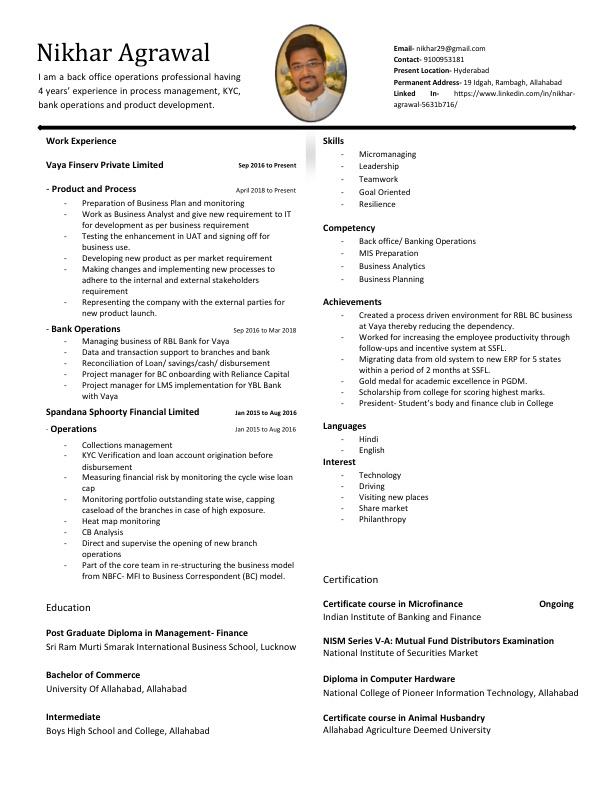 Nikhar Agrawal
I am a back office operations professional having
4 years' experience in process management, KYC,
bank operations and product development.
Email- nikhar29@gmail.com
Contact- 9100953181
Present Location- Hyderabad
Permanent Address- 19 Idgah, Rambagh, Allahabad
Linked In- https://www.linkedin.com/in/nikhar-
agrawal-5631b716/
Work Experience
Vaya Finserv Private Limited Sep 2016 to Present
- Product and Process April 2018 to Present
- Preparation of Business Plan and monitoring
- Work as Business Analyst and give new requirement to IT
for development as per business requirement
- Testing the enhancement in UAT and signing off for
business use.
- Developing new product as per market requirement
- Making changes and implementing new processes to
adhere to the internal and external stakeholders
requirement
- Representing the company with the external parties for
new product launch.
- Bank Operations Sep 2016 to Mar 2018
- Managing business of RBL Bank for Vaya
- Data and transaction support to branches and bank
- Reconciliation of Loan/ savings/cash/ disbursement
- Project manager for BC onboarding with Reliance Capital
- Project manager for LMS implementation for YBL Bank
with Vaya
Spandana Sphoorty Financial Limited Jan 2015 to Aug 2016
- Operations Jan 2015 to Aug 2016
- Collections management
- KYC Verification and loan account origination before
disbursement
- Measuring financial risk by monitoring the cycle wise loan
cap
- Monitoring portfolio outstanding state wise, capping
caseload of the branches in case of high exposure.
- Heat map monitoring
- CB Analysis
- Direct and supervise the opening of new branch
operations
- Part of the core team in re-structuring the business model
from NBFC- MFI to Business Correspondent (BC) model.
Education
Post Graduate Diploma in Management- Finance
Sri Ram Murti Smarak International Business School, Lucknow
Bachelor of Commerce
University Of Allahabad, Allahabad
Intermediate
Boys High School and College, Allahabad
Skills
- Micromanaging
- Leadership
- Teamwork
- Goal Oriented
- Resilience
Competency
- Back office/ Banking Operations
- MIS Preparation
- Business Analytics
- Business Planning
Achievements
- Created a process driven environment for RBL BC business
at Vaya thereby reducing the dependency.
- Worked for increasing the employee productivity through
follow-ups and incentive system at SSFL.
- Migrating data from old system to new ERP for 5 states
within a period of 2 months at SSFL.
- Gold medal for academic excellence in PGDM.
- Scholarship from college for scoring highest marks.
- President- Student's body and finance club in College
Languages
- Hindi
- English
Interest
- Technology
- Driving
- Visiting new places
- Share market
- Philanthropy
Certification
Certificate course in Microfinance Ongoing
Indian Institute of Banking and Finance
NISM Series V-A: Mutual Fund Distributors Examination
National Institute of Securities Market
Diploma in Computer Hardware
National College of Pioneer Information Technology, Allahabad
Certificate course in Animal Husbandry
Allahabad Agriculture Deemed University